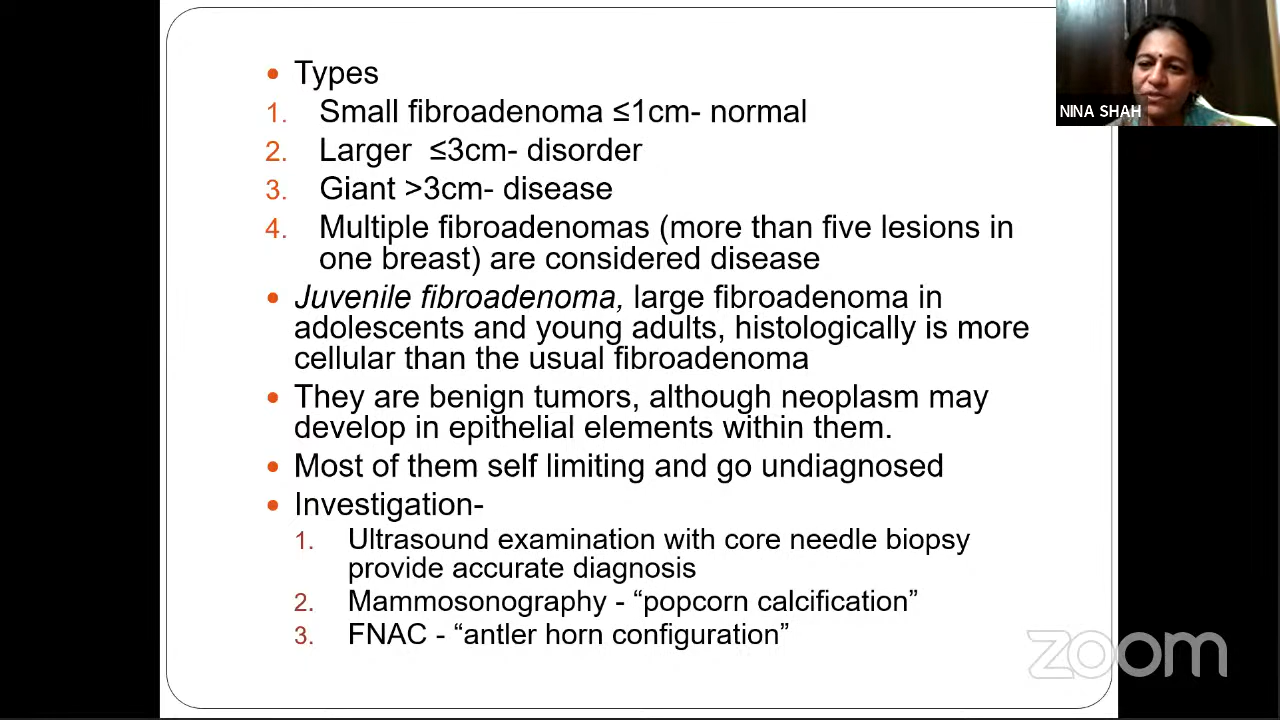 • Types
1. Small fibroadenoma ≤1cm- normal
2. Larger ≤3cm- disorder
3. Giant >3cm- disease
4. Multiple fibroadenomas (more than five lesions in
one breast) are considered disease
• Juvenile fibroadenoma, large fibroadenoma in
adolescents and young adults, histologically is more
cellular than the usual fibroadenoma
• They are benign tumors, although neoplasm may
develop in epithelial elements within them.
• Most of them self limiting and go undiagnosed
• Investigation-
1. Ultrasound examination with core needle biopsy
provide accurate diagnosis
2. Mammosonography - “popcorn calcification”
3. FNAC - “antler horn configuration”
NINA SHAH
zoom